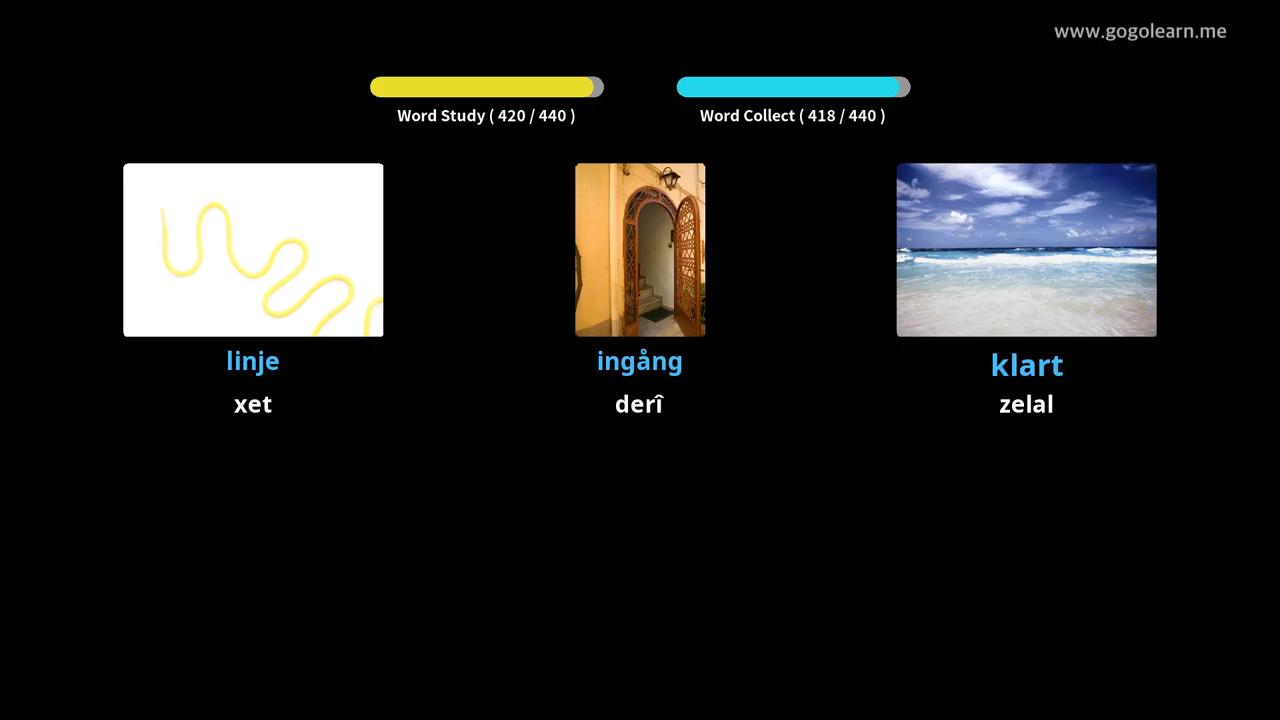 www.gogolearn.me
Word Study ( 420 / 440 )
Word Collect ( 418 / 440 )
linje
ingång
klart
xet
derî
zelal